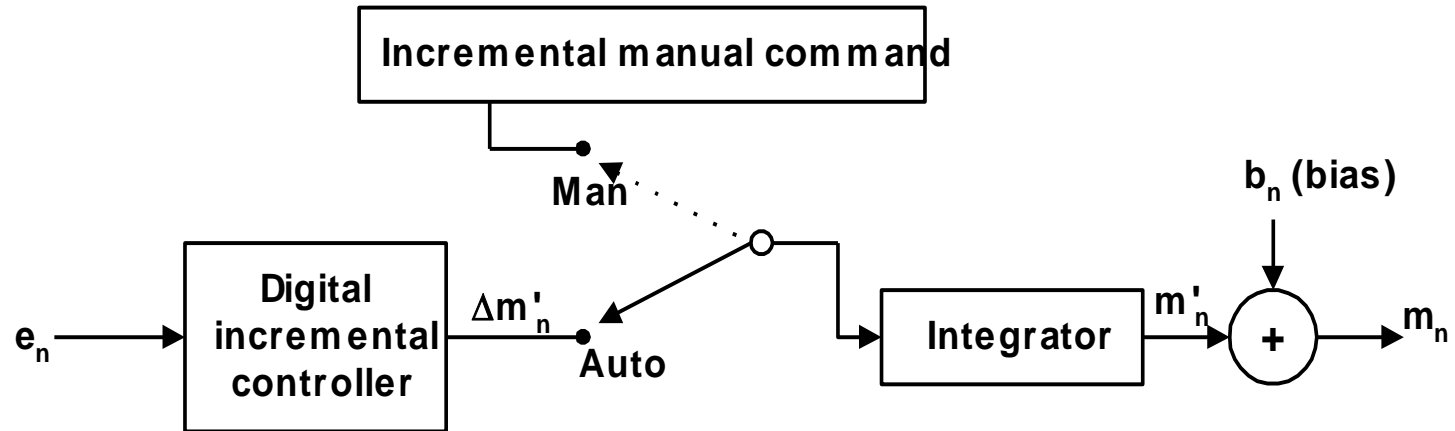 Incremental manual command
Man
b_n (bias)
Digital
incremental
controller
Δm'_n
e_n
Auto
Integrator
m'_n
+
m_n